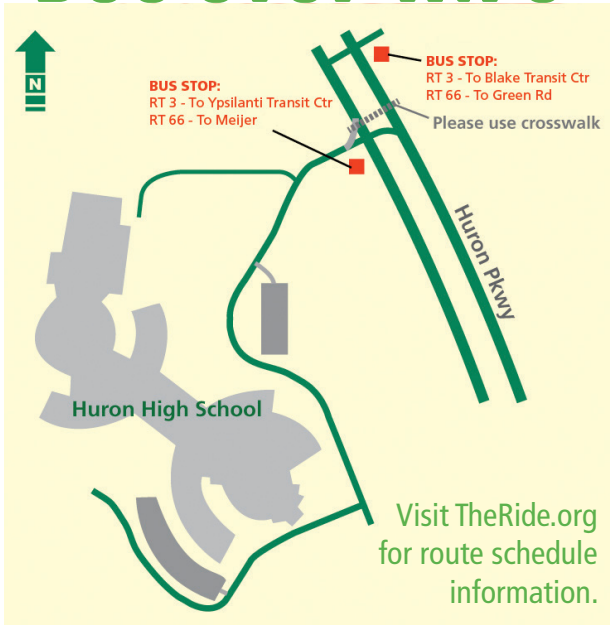 N
BUS STOP:
RT 3 - To Ypsilanti Transit Ctr
RT 66 - To Meijer
BUS STOP:
RT 3 - To Blake Transit Ctr
RT 66 - To Green Rd
Please use crosswalk
Huron Pkwy
Huron High School
Visit TheRide.org
for route schedule
information.